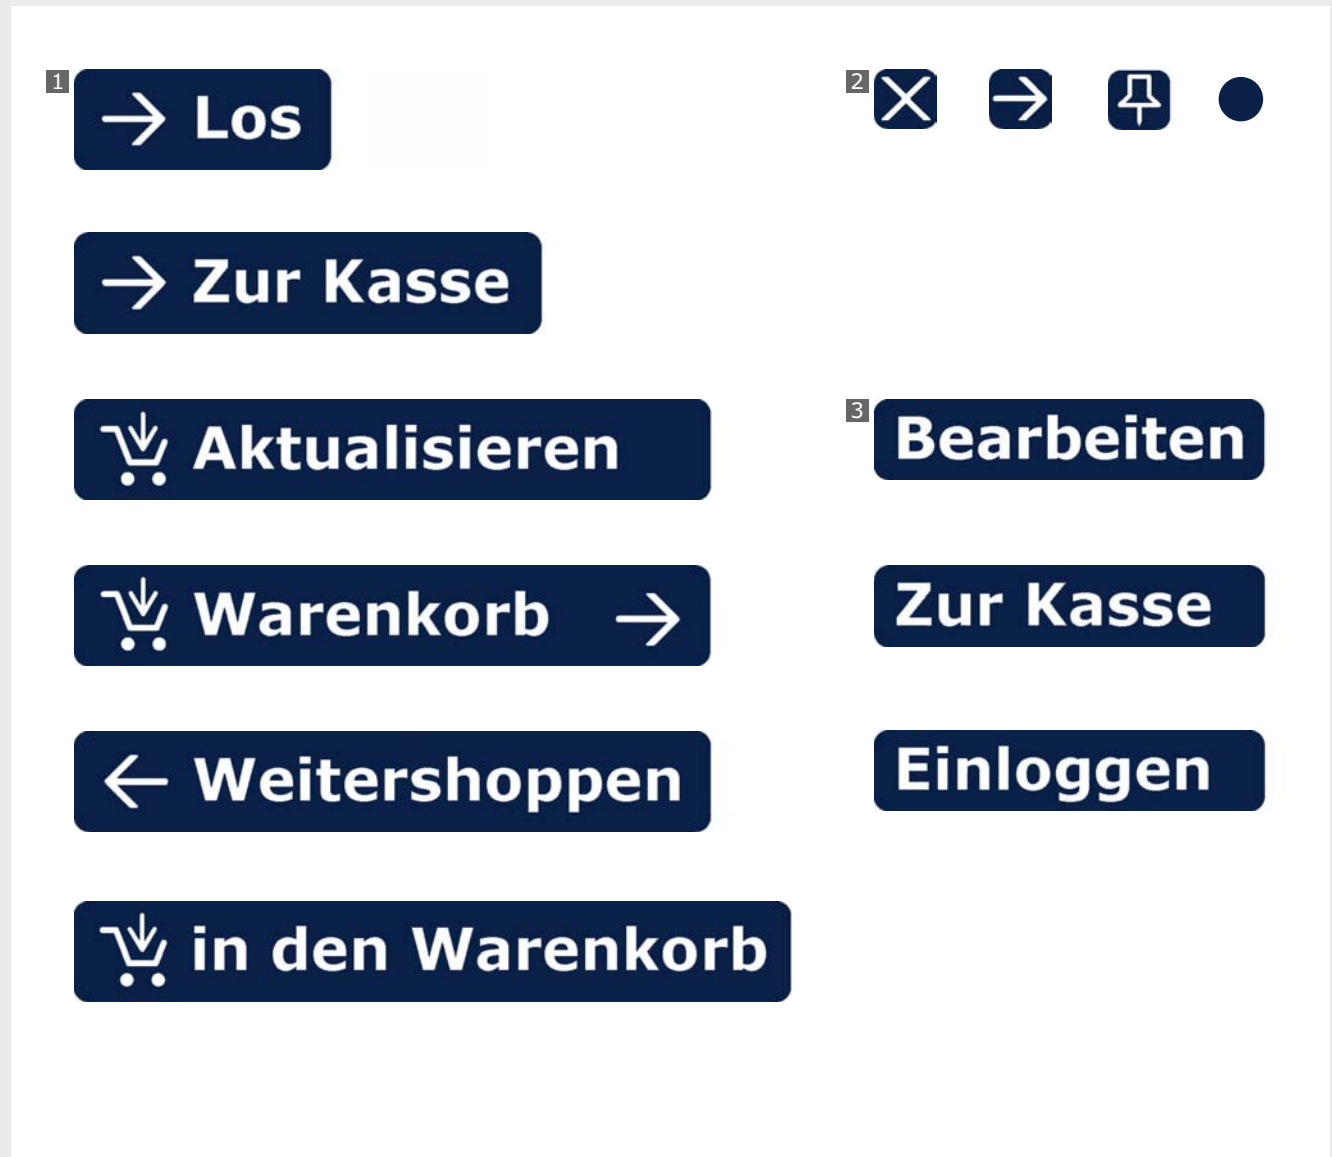 1
Los
Zur Kasse
Aktualisieren
Warenkorb
Weitershoppen
in den Warenkorb
2
3
Bearbeiten
Zur Kasse
Einloggen